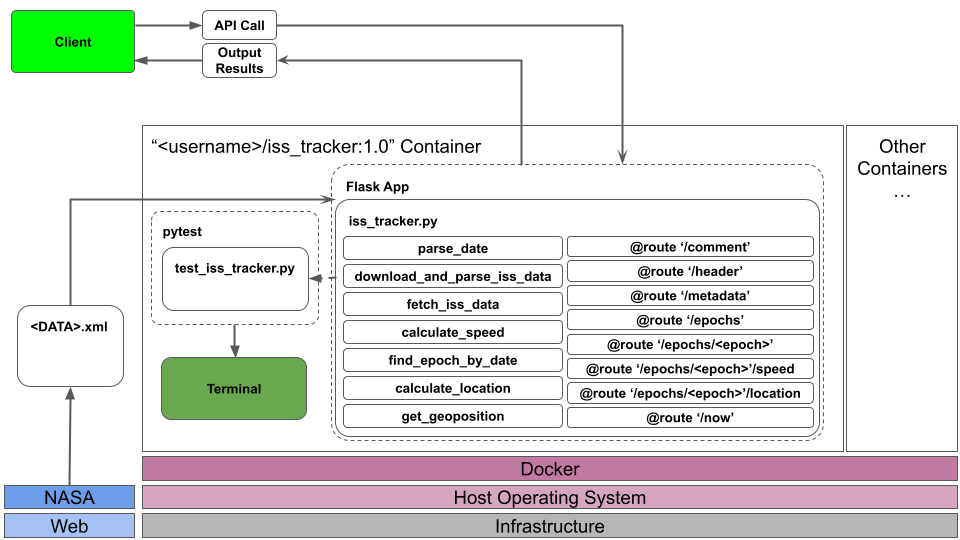 Client
API Call
Output
Results
“<username>/iss_tracker:1.0” Container
Other
Containers
…
Flask App
iss_tracker.py
parse_date
download_and_parse_iss_data
fetch_iss_data
calculate_speed
find_epoch_by_date
calculate_location
get_geoposition
@route ‘/comment’
@route ‘/header’
@route ‘/metadata’
@route ‘/epochs’
@route ‘/epochs/<epoch>’
@route ‘/epochs/<epoch>’/speed
@route ‘/epochs/<epoch>’/location
@route ‘/now’
pytest
test_iss_tracker.py
Terminal
<DATA>.xml
NASA
Web
Docker
Host Operating System
Infrastructure